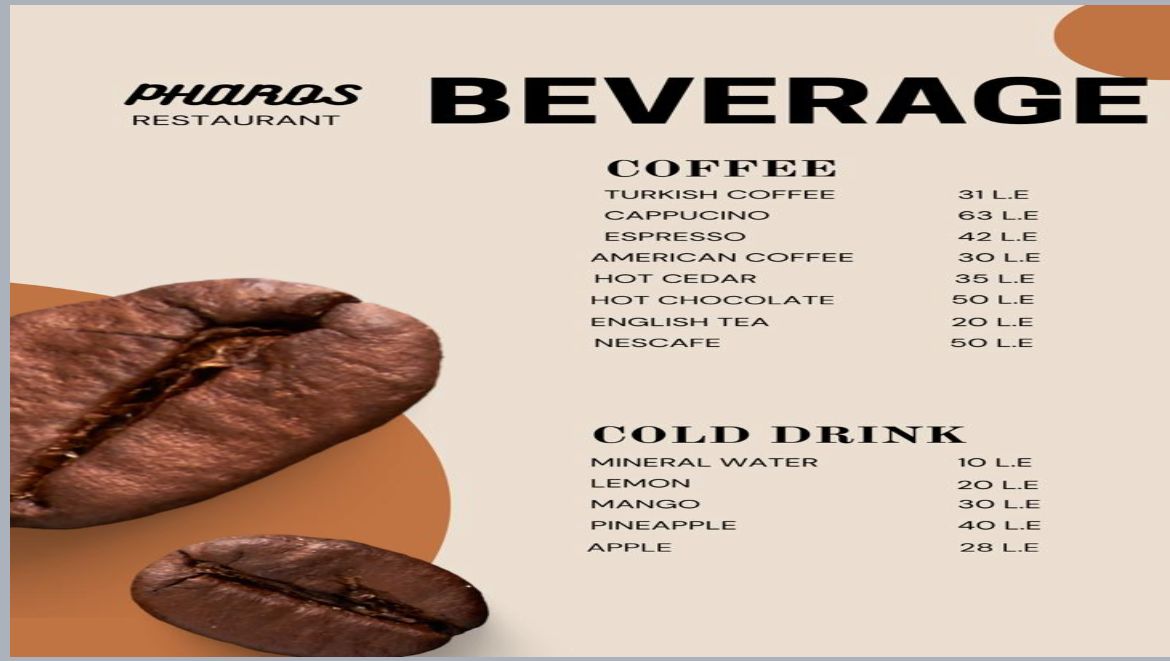 PHAROS
RESTAURANT
BEVERAGE
COFFEE
TURKISH COFFEE 31 L.E
CAPPUCINO 63 L.E
ESPRESSO 42 L.E
AMERICAN COFFEE 30 L.E
HOT CEDAR 35 L.E
HOT CHOCOLATE 50 L.E
ENGLISH TEA 20 L.E
NESCAFE 50 L.E
COLD DRINK
MINERAL WATER 10 L.E
LEMON 20 L.E
MANGO 30 L.E
PINEAPPLE 40 L.E
APPLE 28 L.E